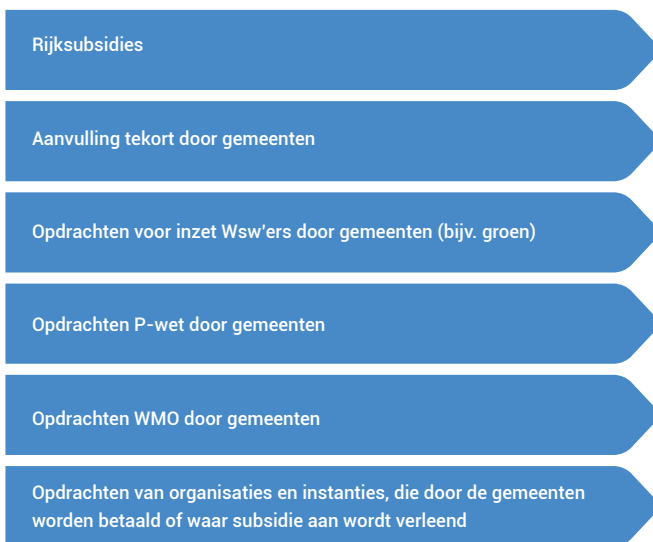 Rijksubsidies
Aanvulling tekort door gemeenten
Opdrachten voor inzet Wsw'ers door gemeenten (bijv. groen)
Opdrachten P-wet door gemeenten
Opdrachten WMO door gemeenten
Opdrachten van organisaties en instanties, die door de gemeenten
worden betaald of waar subsidie aan wordt verleend